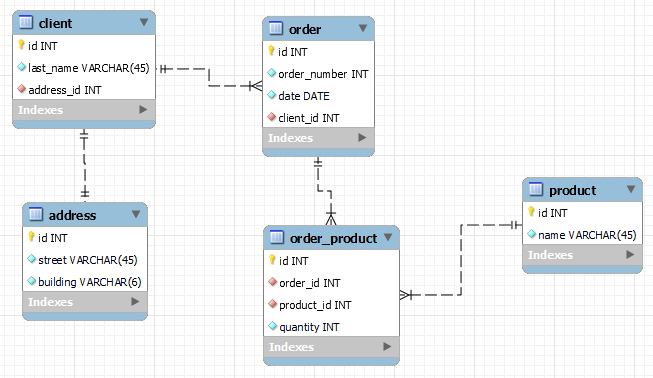 client
id INT
last_name VARCHAR(45)
address_id INT
Indexes
order
id INT
order_number INT
date DATE
client_id INT
Indexes
address
id INT
street VARCHAR(45)
building VARCHAR(6)
Indexes
order_product
id INT
order_id INT
product_id INT
quantity INT
Indexes
product
id INT
name VARCHAR(45)
Indexes